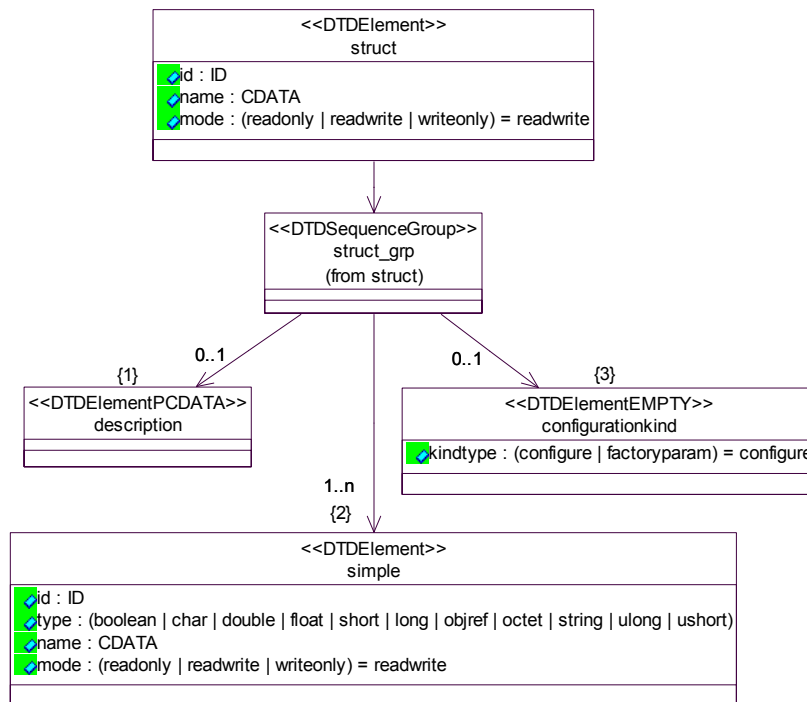 <<DTDElement>>
struct
id : ID
name : CDATA
mode : (readonly | readwrite | writeonly) = readwrite
<<DTDSequenceGroup>>
struct_grp
(from struct)
0..1
0..1
{1}
{3}
<<DTDElementPCDATA>>
description
<<DTDElementEMPTY>>
configurationkind
kindtype : (configure | factoryparam) = configure
1..n
{2}
<<DTDElement>>
simple
id : ID
type : (boolean | char | double | float | short | long | objref | octet | string | ulong | ushort)
name : CDATA
mode : (readonly | readwrite | writeonly) = readwrite